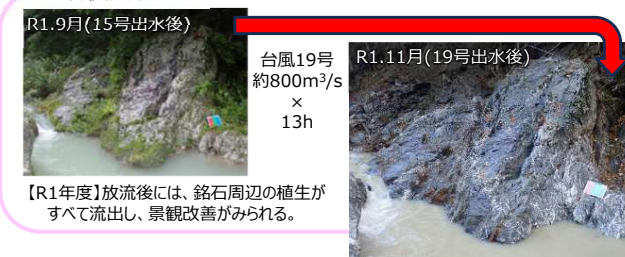 R1.9月(15号出水後)
台風19号
約800m³/s
×
13h
R1.11月(19号出水後)
【R1年度】放流後には、銘石周辺の植生が
すべて流出し、景観改善がみられる。